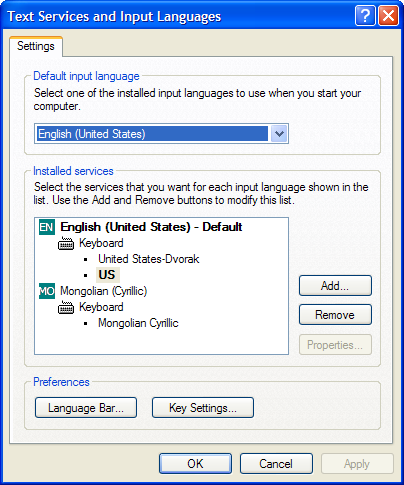 Text Services and Input Languages
Settings
Default input language
Select one of the installed input languages to use when you start your
computer.
English (United States)
Installed services
Select the services that you want for each input language shown in the
list. Use the Add and Remove buttons to modify this list.
EN English (United States) - Default
Keyboard
• United States-Dvorak
• US
MO Mongolian (Cyrillic)
Keyboard
• Mongolian Cyrillic
Add...
Remove
Properties...
Preferences
Language Bar... Key Settings...
OK Cancel Apply